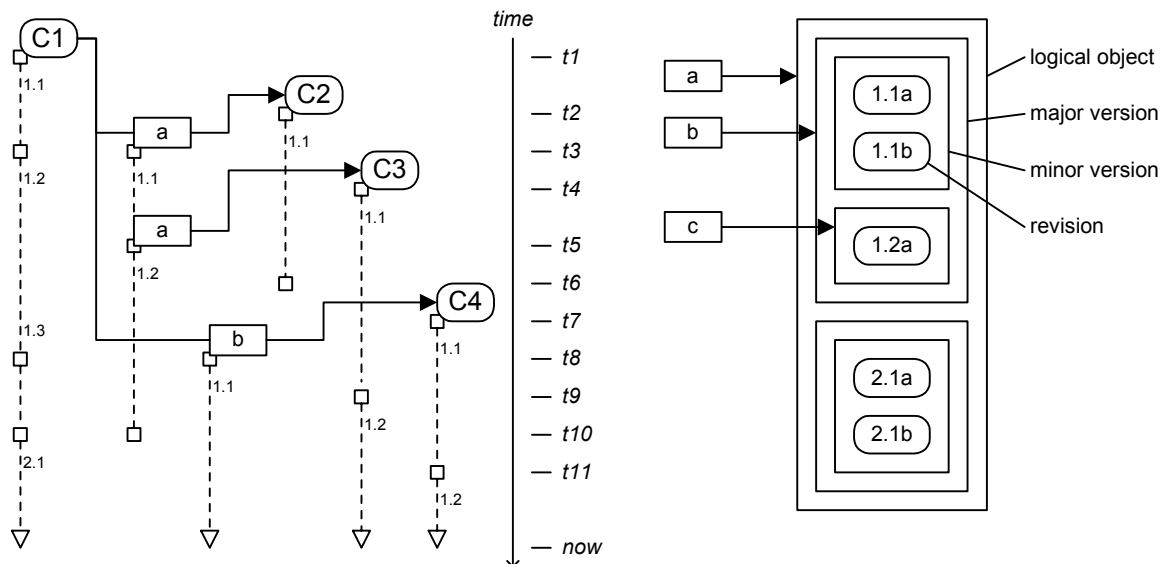 C1
1.1
1.2
1.3
2.1
a
1.1
a
1.2
b
1.1
C2
1.1
C3
1.1
1.2
C4
1.1
1.2
time
t1
t2
t3
t4
t5
t6
t7
t8
t9
t10
t11
now
a
b
c
1.1a
1.1b
1.2a
2.1a
2.1b
logical object
major version
minor version
revision